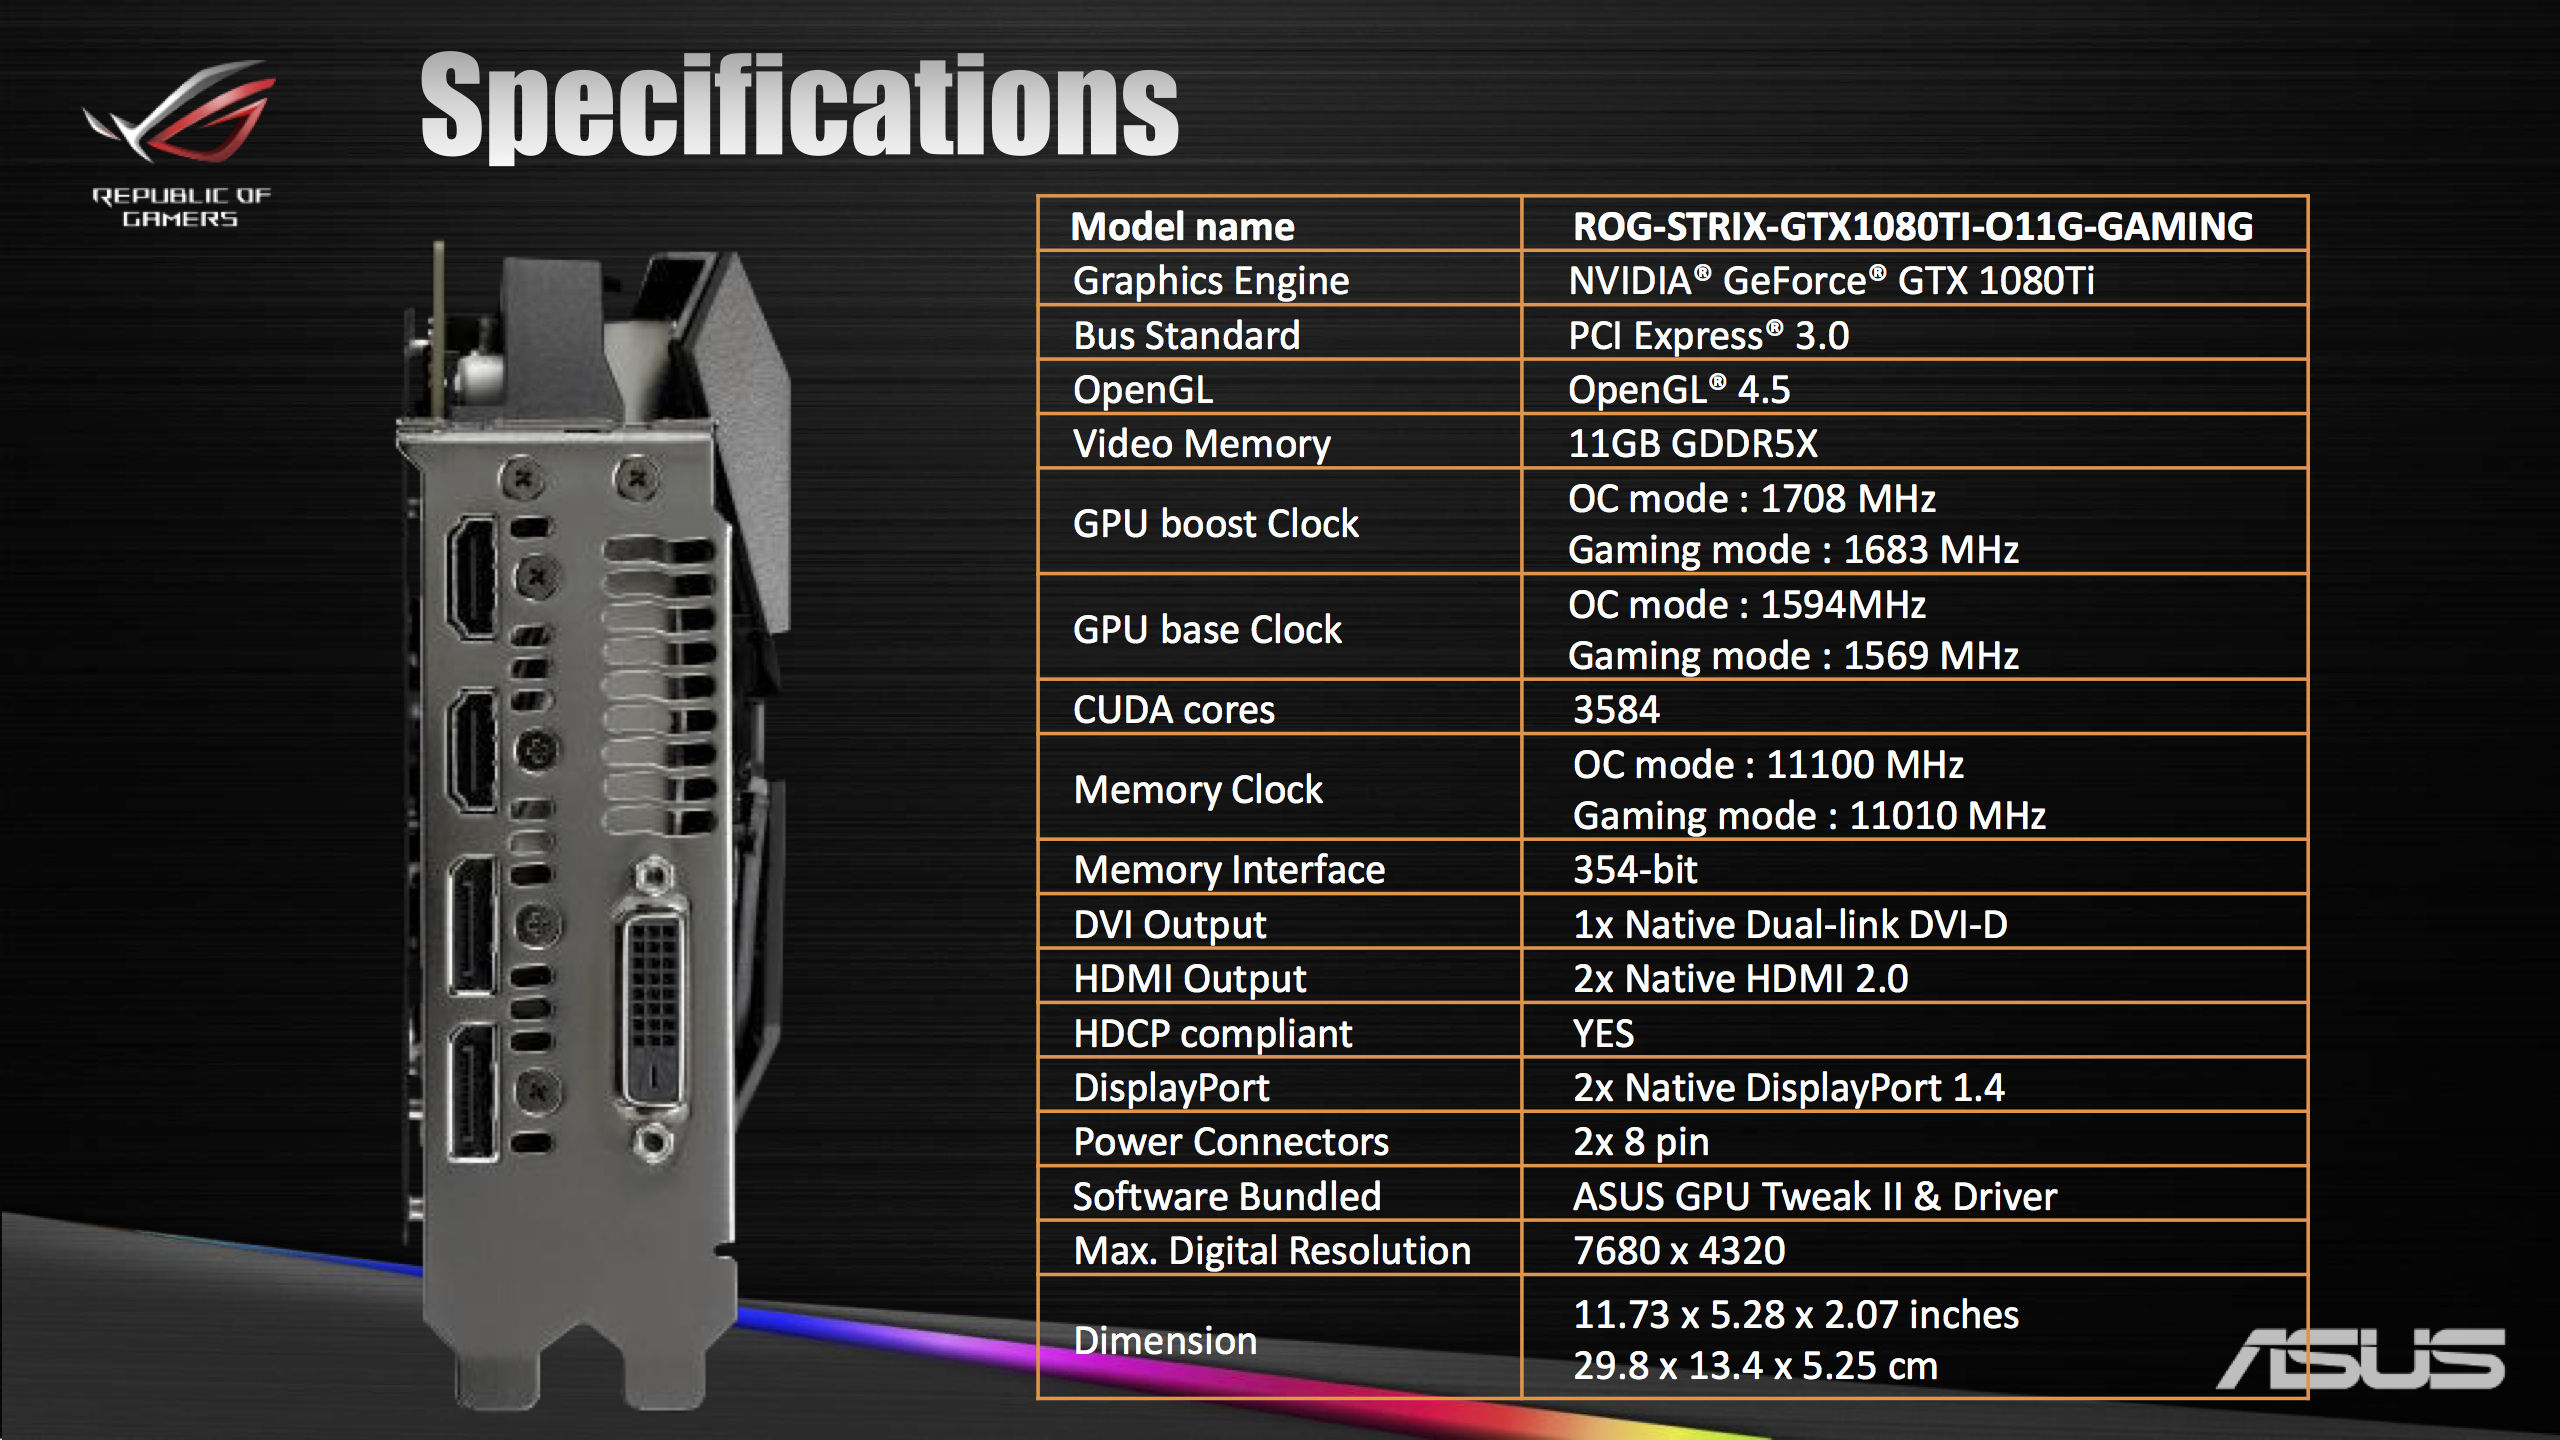 Specifications
REPUBLIC OF
GAMERS
Model name ROG-STRIX-GTX1080TI-O11G-GAMING
Graphics Engine NVIDIA® GeForce® GTX 1080Ti
Bus Standard PCI Express® 3.0
OpenGL OpenGL® 4.5
Video Memory 11GB GDDR5X
GPU boost Clock OC mode : 1708 MHz
Gaming mode : 1683 MHz
GPU base Clock OC mode : 1594MHz
Gaming mode : 1569 MHz
CUDA cores 3584
Memory Clock OC mode : 11100 MHz
Gaming mode : 11010 MHz
Memory Interface 354-bit
DVI Output 1x Native Dual-link DVI-D
HDMI Output 2x Native HDMI 2.0
HDCP compliant YES
DisplayPort 2x Native DisplayPort 1.4
Power Connectors 2x 8 pin
Software Bundled ASUS GPU Tweak II & Driver
Max. Digital Resolution 7680 x 4320
Dimension 11.73 x 5.28 x 2.07 inches
29.8 x 13.4 x 5.25 cm
ASUS